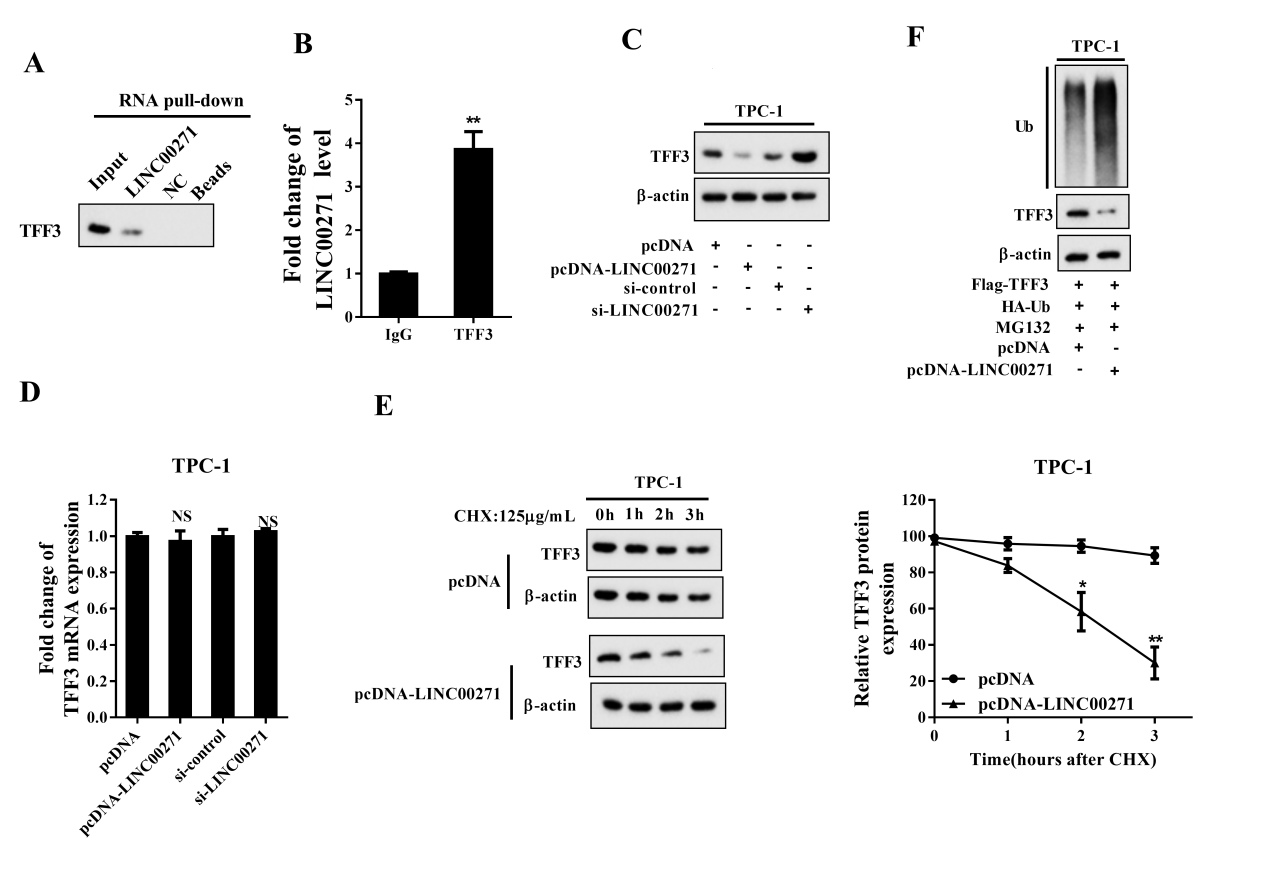 A
RNA pull-down
Input
LINC00271
NC
Beads
TFF3
B
Fold change of
LINC00271 level
5
4
3
2
1
0
**
IgG
TFF3
C
TPC-1
TFF3
β-actin
pcDNA + - - -
pcDNA-LINC00271 - + - -
si-control - - + -
si-LINC00271 - - - +
F
TPC-1
Ub
TFF3
β-actin
Flag-TFF3 + +
HA-Ub + +
MG132 + +
pcDNA + -
pcDNA-LINC00271 - +
D
TPC-1
Fold change of
TFF3 mRNA expression
1.2
1.0
0.8
0.6
0.4
0.2
0.0
NS
NS
pcDNA
pcDNA-LINC00271
si-control
si-LINC00271
E
TPC-1
CHX:125μg/mL 0h 1h 2h 3h
TFF3
pcDNA
β-actin
TFF3
pcDNA-LINC00271
β-actin
TPC-1
Relative TFF3 protein
expression
120
100
80
60
40
20
0
*
**
pcDNA
pcDNA-LINC00271
0 1 2 3
Time(hours after CHX)